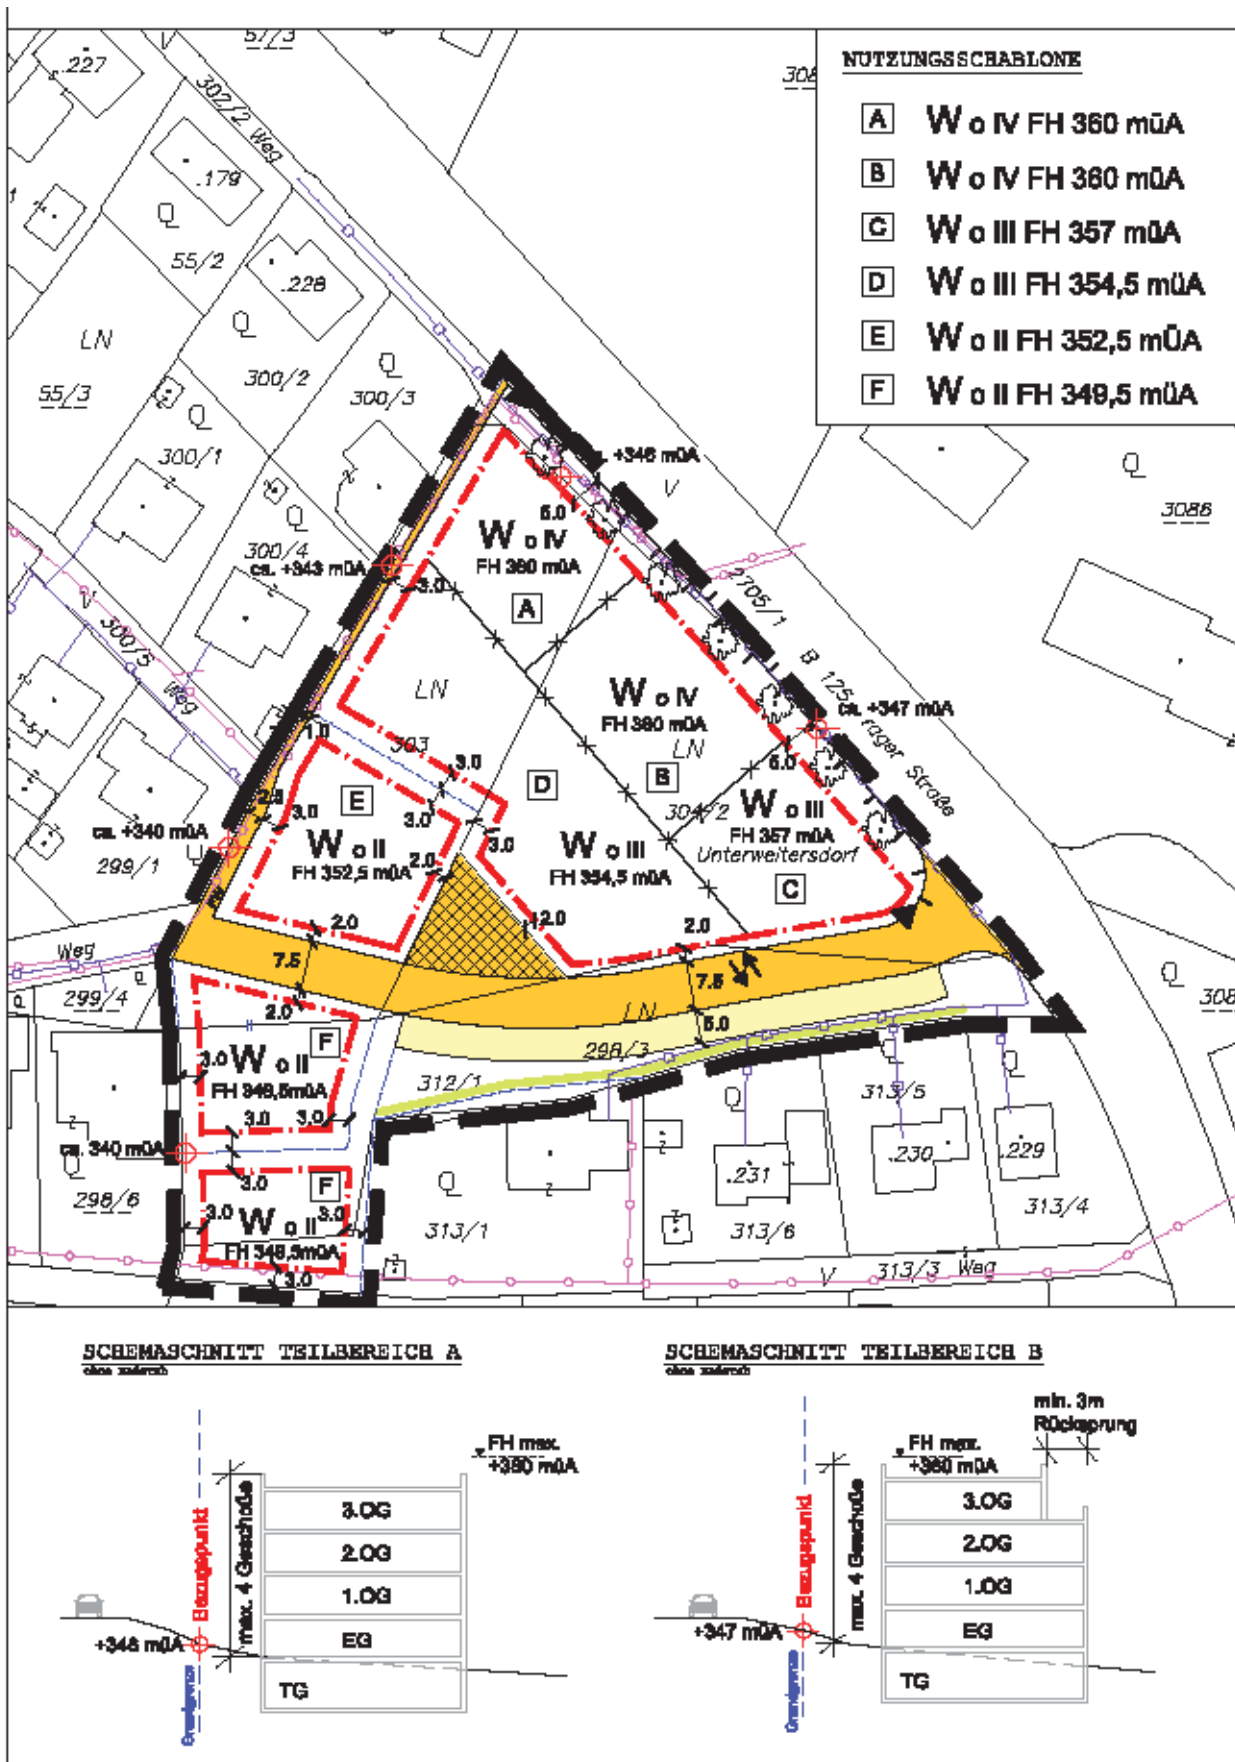 NUTZUNGSSCHABLONE
A W o IV FH 360 müA
B W o IV FH 360 müA
C W o III FH 357 müA
D W o III FH 354,5 müA
E W o II FH 352,5 mÜA
F W o II FH 349,5 müA
57/3
V
308
.227
302/2 Weg
.179
Q
55/2
.228
Q
LN
55/3
300/2
Q
300/3
Q
300/1
Q
300/4
ca. +343 müA
+346 müA
V
Q
3086
5.0
3.0
W o IV
FH 360 müA
A
2705/1
B 125
Straße
V
300/5
Weg
LN
W o IV
FH 360 müA
LN
B
ca. +347 müA
1.0
303
3.0
D
5.0
E
3.0
3.0
W o II
FH 352,5 müA
2.0
3.0
W o III
FH 354,5 müA
304/2
W o III
FH 357 müA
Unterweitersdorf
C
ca. +340 müA
Q
299/1
2.0
2.0
2.0
Weg
7.5
7.5
Q
299/4
Q
308
LN
2.0
5.0
298/3
F
3.0
W o II
FH 349,5müA
312/1
Q
Q
313/5
3.0
3.0
ca. 340 müA
Q
298/6
3.0
F
3.0
W o II
3.0
FH 349,5müA
3.0
Q
313/1
.231
.230
.229
313/6
313/4
V
313/3 Weg
SCHEMASCHNITT TEILBEREICH A
SCHEMASCHNITT TEILBEREICH B
FH max.
+360 müA
max. 4 Geschoße
Bezugspunkt
3.OG
2.OG
1.OG
EG
TG
+346 müA
Grundgrenze
min. 3m
Rücksprung
FH max.
+360 müA
max. 4 Geschoße
Bezugspunkt
3.OG
2.OG
1.OG
EG
TG
+347 müA
Grundgrenze